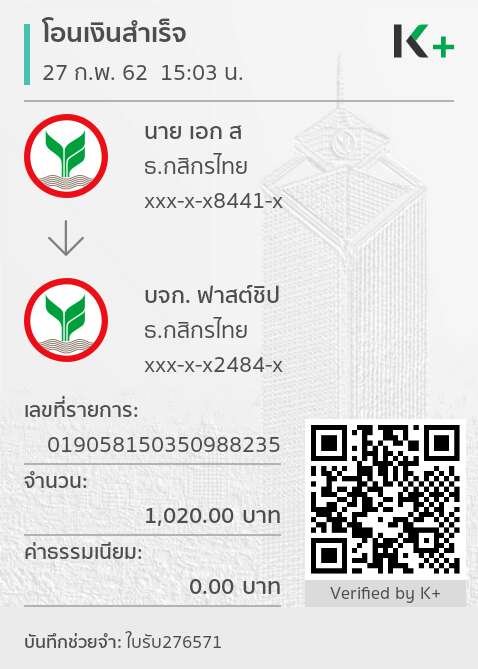 โอนเงินสำเร็จ
27 ก.พ. 62  15:03 น.
K+
นาย เอก ส
ธ.กสิกรไทย
xxx-x-x8441-x
บจก. ฟาสต์ชิป
ธ.กสิกรไทย
xxx-x-x2484-x
เลขที่รายการ:
019058150350988235
จำนวน:
1,020.00 บาท
ค่าธรรมเนียม:
0.00 บาท
Verified by K+
บันทึกช่วยจำ: ใบรับ276571